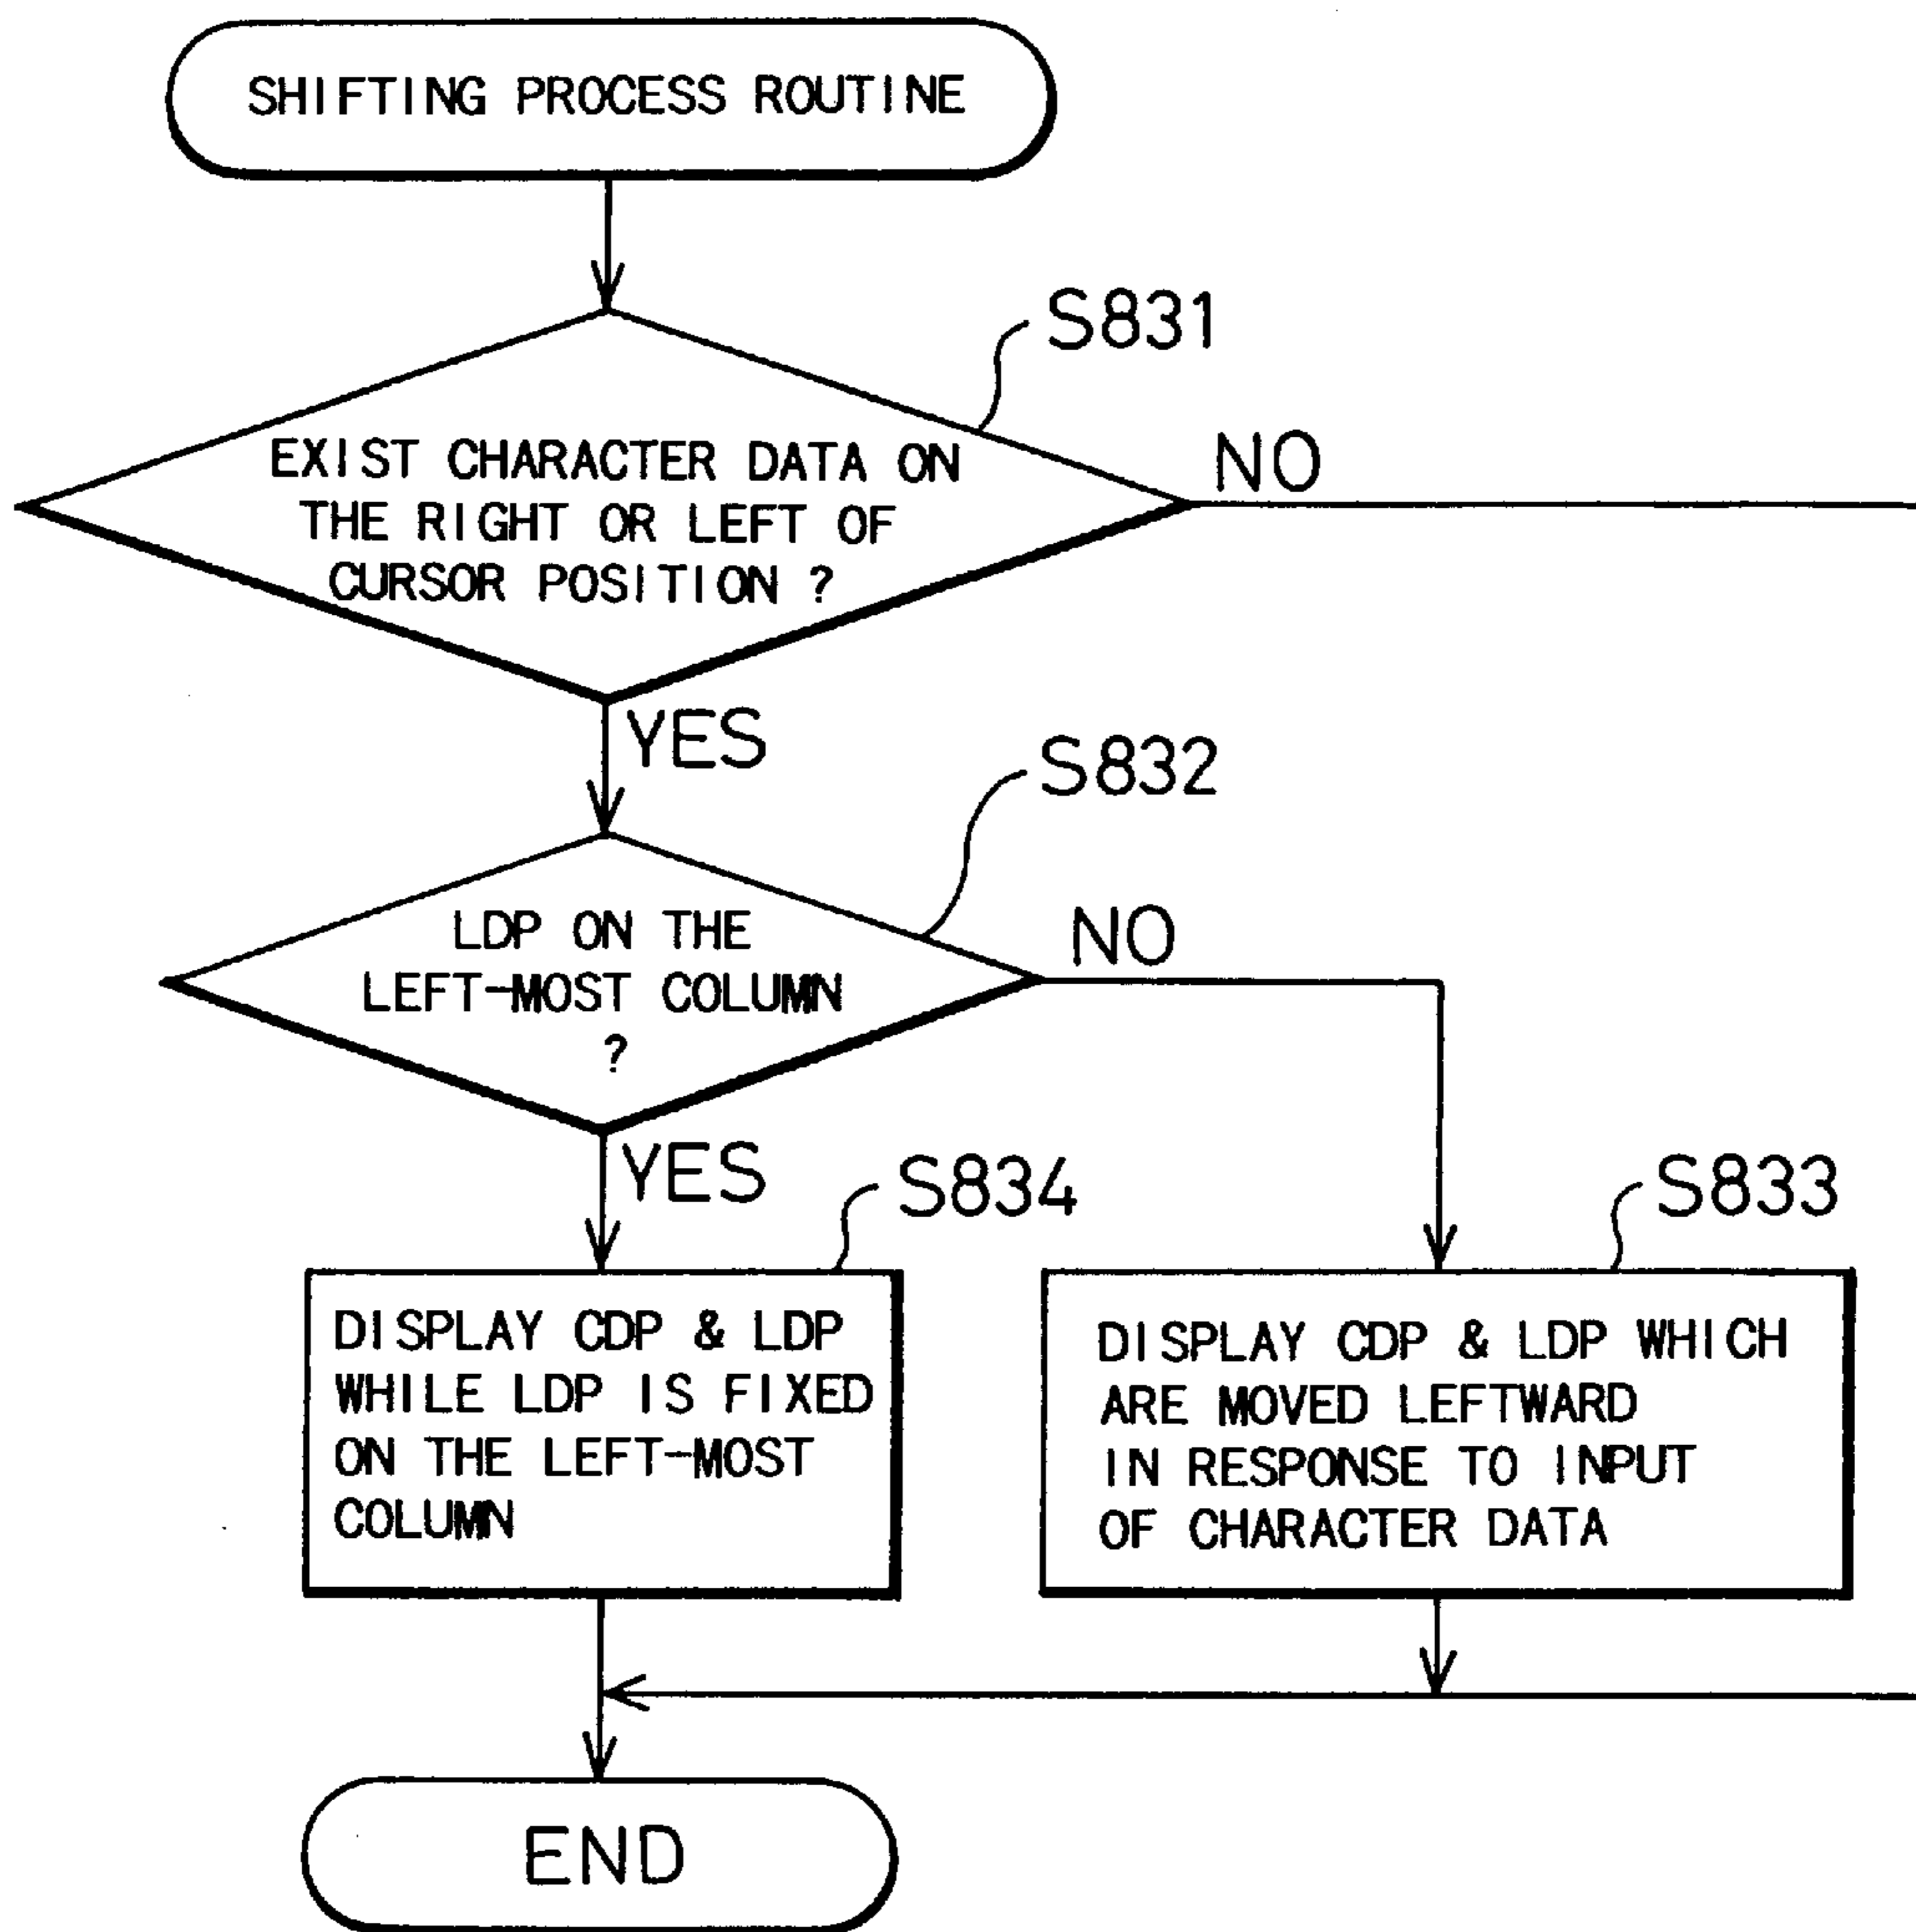 SHIFTING PROCESS ROUTINE
S831
EXIST CHARACTER DATA ON
THE RIGHT OR LEFT OF
CURSOR POSITION ?
NO
YES
S832
LDP ON THE
LEFT-MOST COLUMN
?
NO
YES
S834
S833
DISPLAY CDP & LDP
WHILE LDP IS FIXED
ON THE LEFT-MOST
COLUMN
DISPLAY CDP & LDP WHICH
ARE MOVED LEFTWARD
IN RESPONSE TO INPUT
OF CHARACTER DATA
END